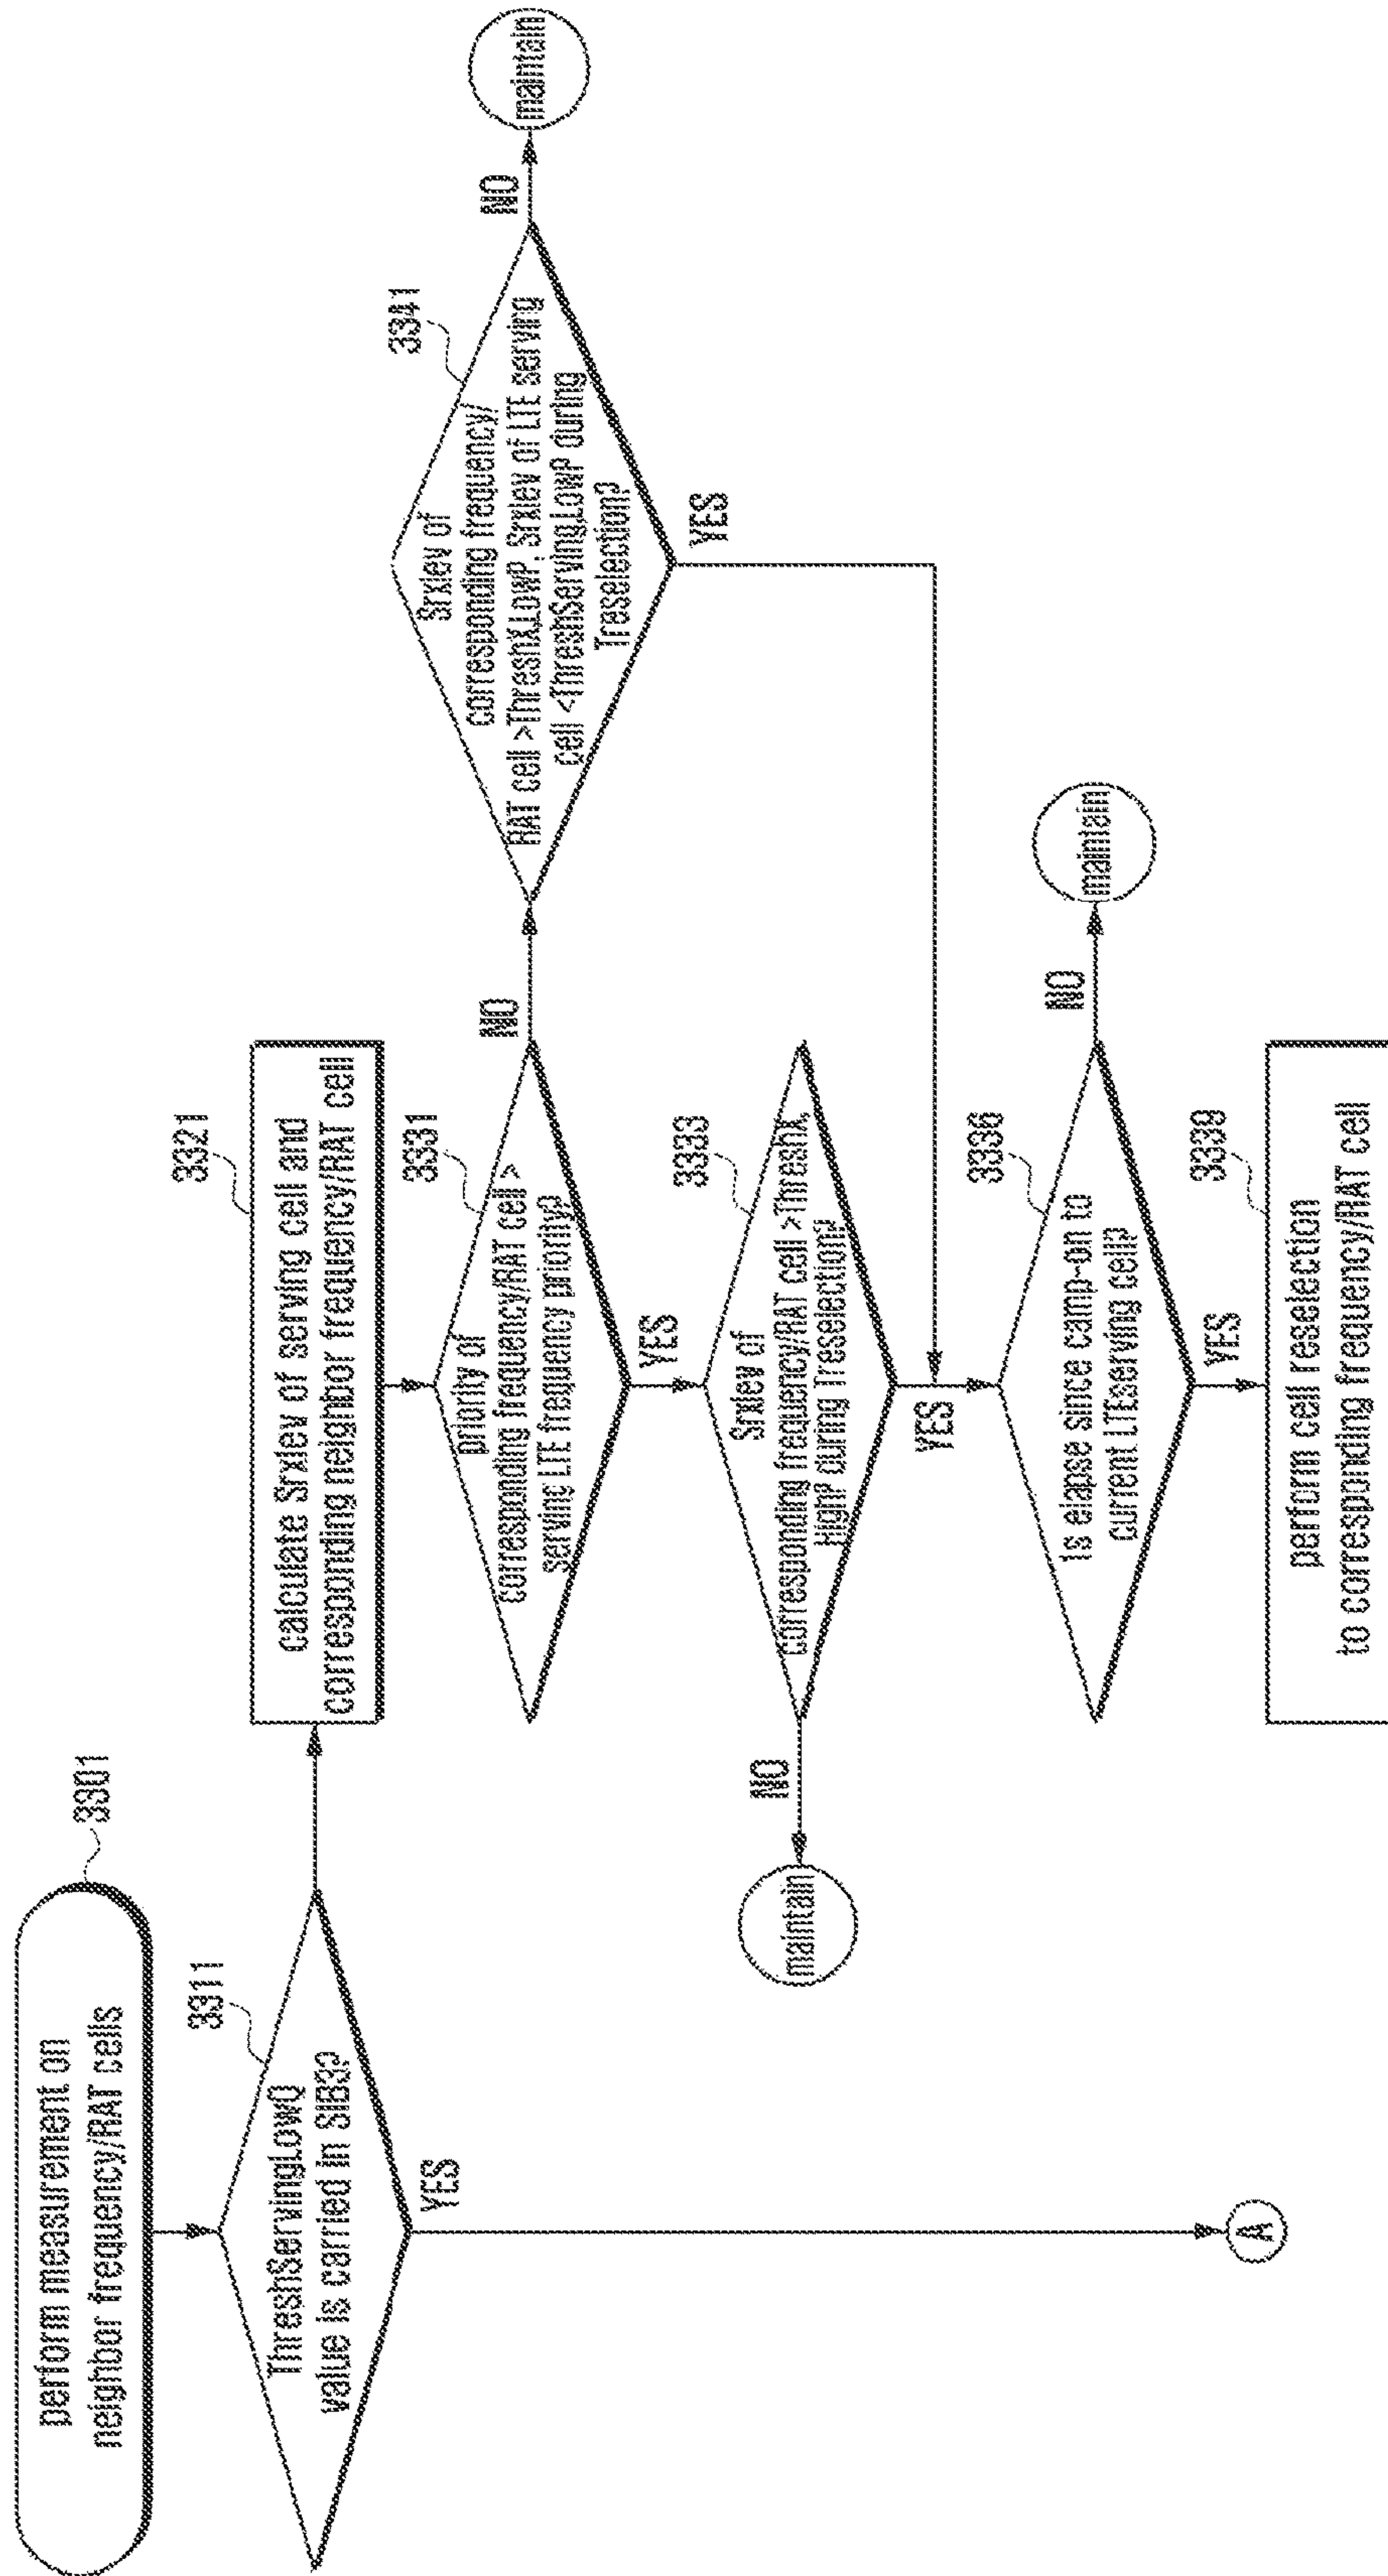 perform measurement on
neighbor frequency/RAT cells
3301
ThreshServingLowQ
value is carried in SIB3?
3311
YES
A
calculate Srxlev of serving cell and
corresponding neighbor frequency/RAT cell
3321
priority of
corresponding frequency/RAT cell >
serving LTE frequency priority?
3331
NO
YES
Srxlev of
corresponding frequency/RAT cell >ThreshX,
HighP during Treselection?
3333
NO
maintain
YES
Srxlev of
corresponding frequency/
RAT cell >ThreshX,LowP, Srxlev of LTE serving
cell <ThreshServing,LowP during
Treselection?
3341
NO
maintain
YES
1s elapse since camp-on to
current LTEserving cell?
3336
NO
maintain
YES
perform cell reselection
to corresponding frequency/RAT cell
3339